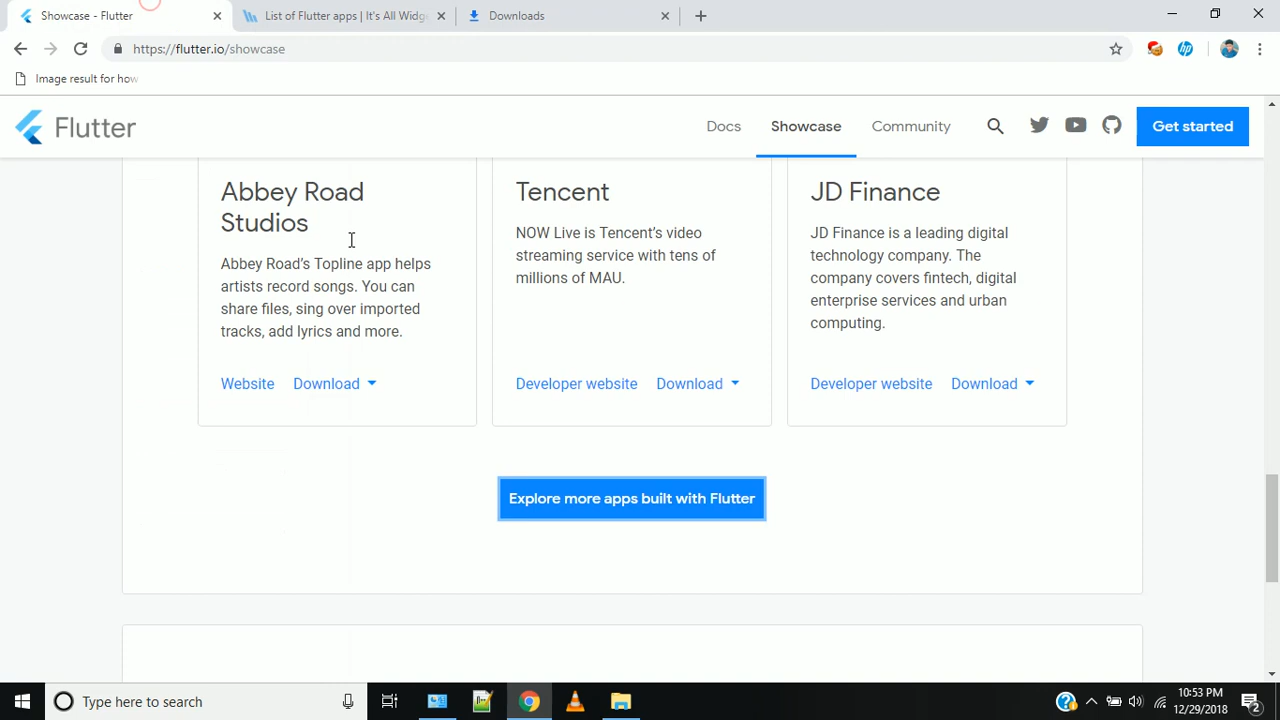 Showcase - Flutter
List of Flutter apps | It's All Widg
Downloads
https://flutter.io/showcase
Image result for how
Flutter
Docs
Showcase
Community
Get started
Abbey Road
Studios
Abbey Road's Topline app helps
artists record songs. You can
share files, sing over imported
tracks, add lyrics and more.
Website
Download
Tencent
NOW Live is Tencent's video
streaming service with tens of
millions of MAU.
Developer website
Download
JD Finance
JD Finance is a leading digital
technology company. The
company covers fintech, digital
enterprise services and urban
computing.
Developer website
Download
Explore more apps built with Flutter
Type here to search
10:53 PM
12/29/2018
2